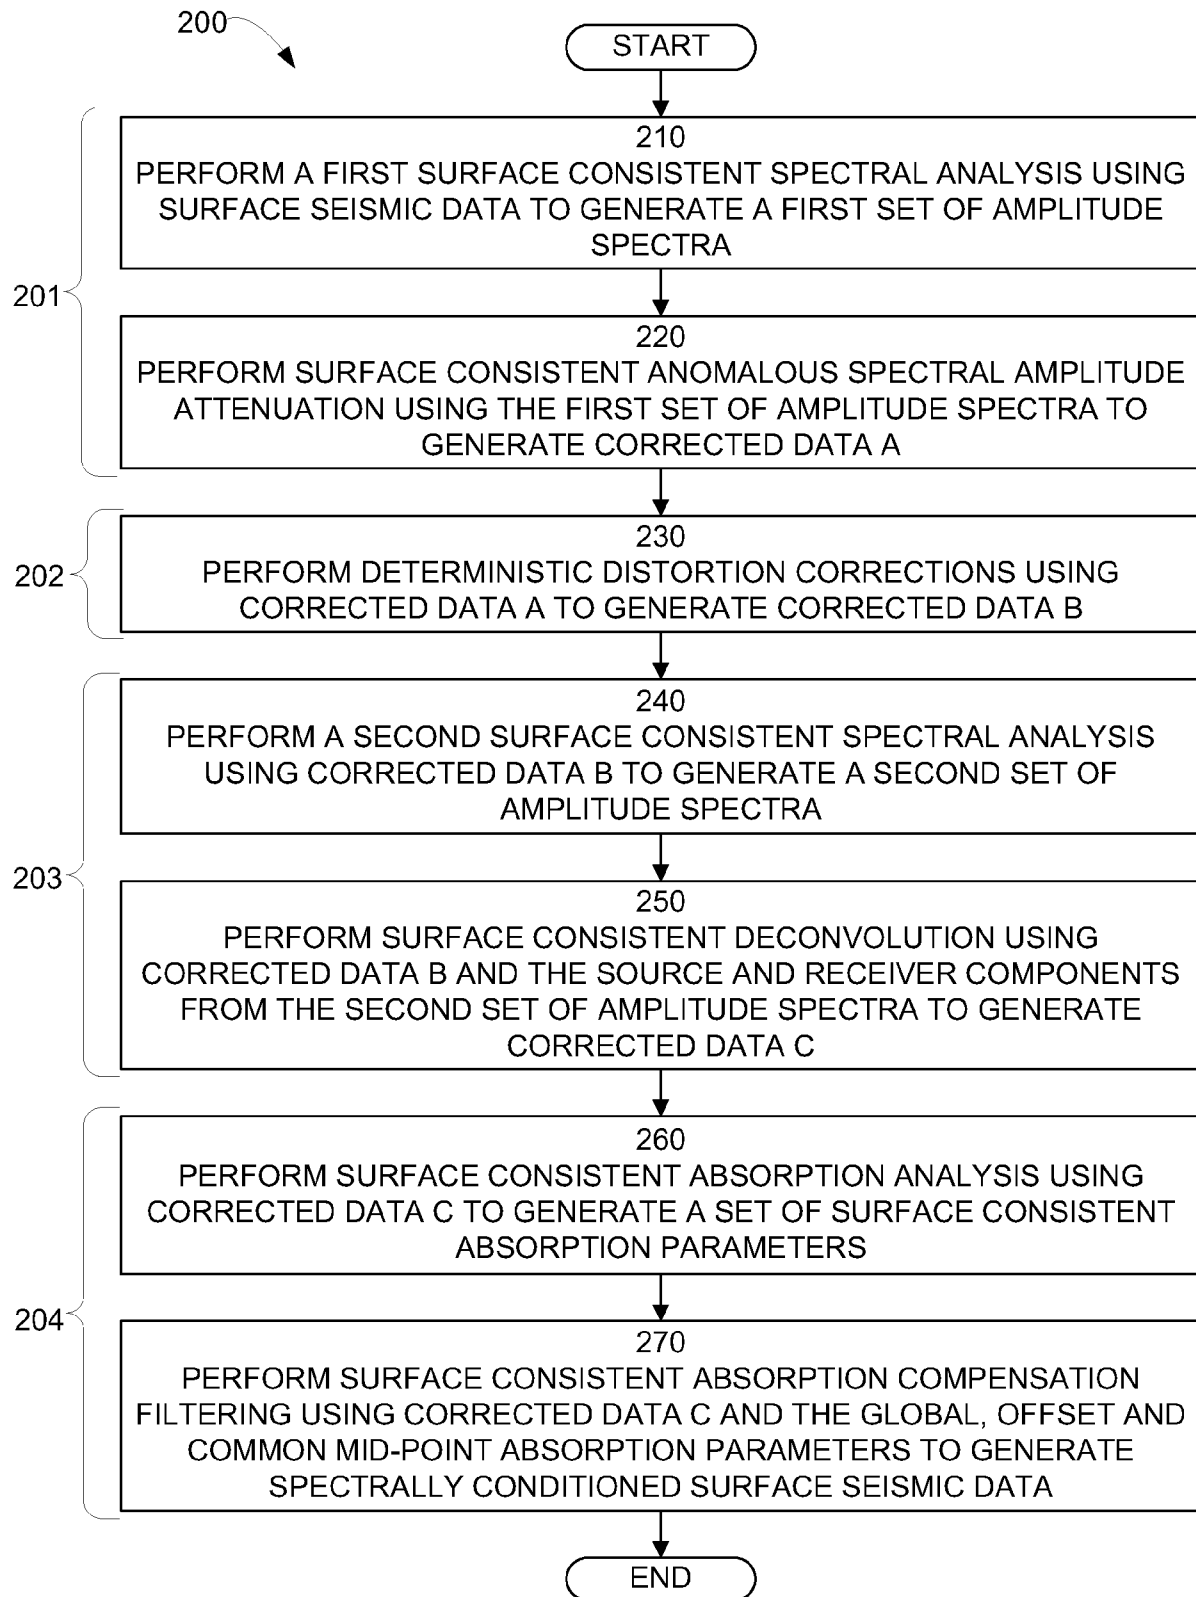 200
START
201
210
PERFORM A FIRST SURFACE CONSISTENT SPECTRAL ANALYSIS USING
SURFACE SEISMIC DATA TO GENERATE A FIRST SET OF AMPLITUDE
SPECTRA
220
PERFORM SURFACE CONSISTENT ANOMALOUS SPECTRAL AMPLITUDE
ATTENUATION USING THE FIRST SET OF AMPLITUDE SPECTRA TO
GENERATE CORRECTED DATA A
202
230
PERFORM DETERMINISTIC DISTORTION CORRECTIONS USING
CORRECTED DATA A TO GENERATE CORRECTED DATA B
203
240
PERFORM A SECOND SURFACE CONSISTENT SPECTRAL ANALYSIS
USING CORRECTED DATA B TO GENERATE A SECOND SET OF
AMPLITUDE SPECTRA
250
PERFORM SURFACE CONSISTENT DECONVOLUTION USING
CORRECTED DATA B AND THE SOURCE AND RECEIVER COMPONENTS
FROM THE SECOND SET OF AMPLITUDE SPECTRA TO GENERATE
CORRECTED DATA C
204
260
PERFORM SURFACE CONSISTENT ABSORPTION ANALYSIS USING
CORRECTED DATA C TO GENERATE A SET OF SURFACE CONSISTENT
ABSORPTION PARAMETERS
270
PERFORM SURFACE CONSISTENT ABSORPTION COMPENSATION
FILTERING USING CORRECTED DATA C AND THE GLOBAL, OFFSET AND
COMMON MID-POINT ABSORPTION PARAMETERS TO GENERATE
SPECTRALLY CONDITIONED SURFACE SEISMIC DATA
END